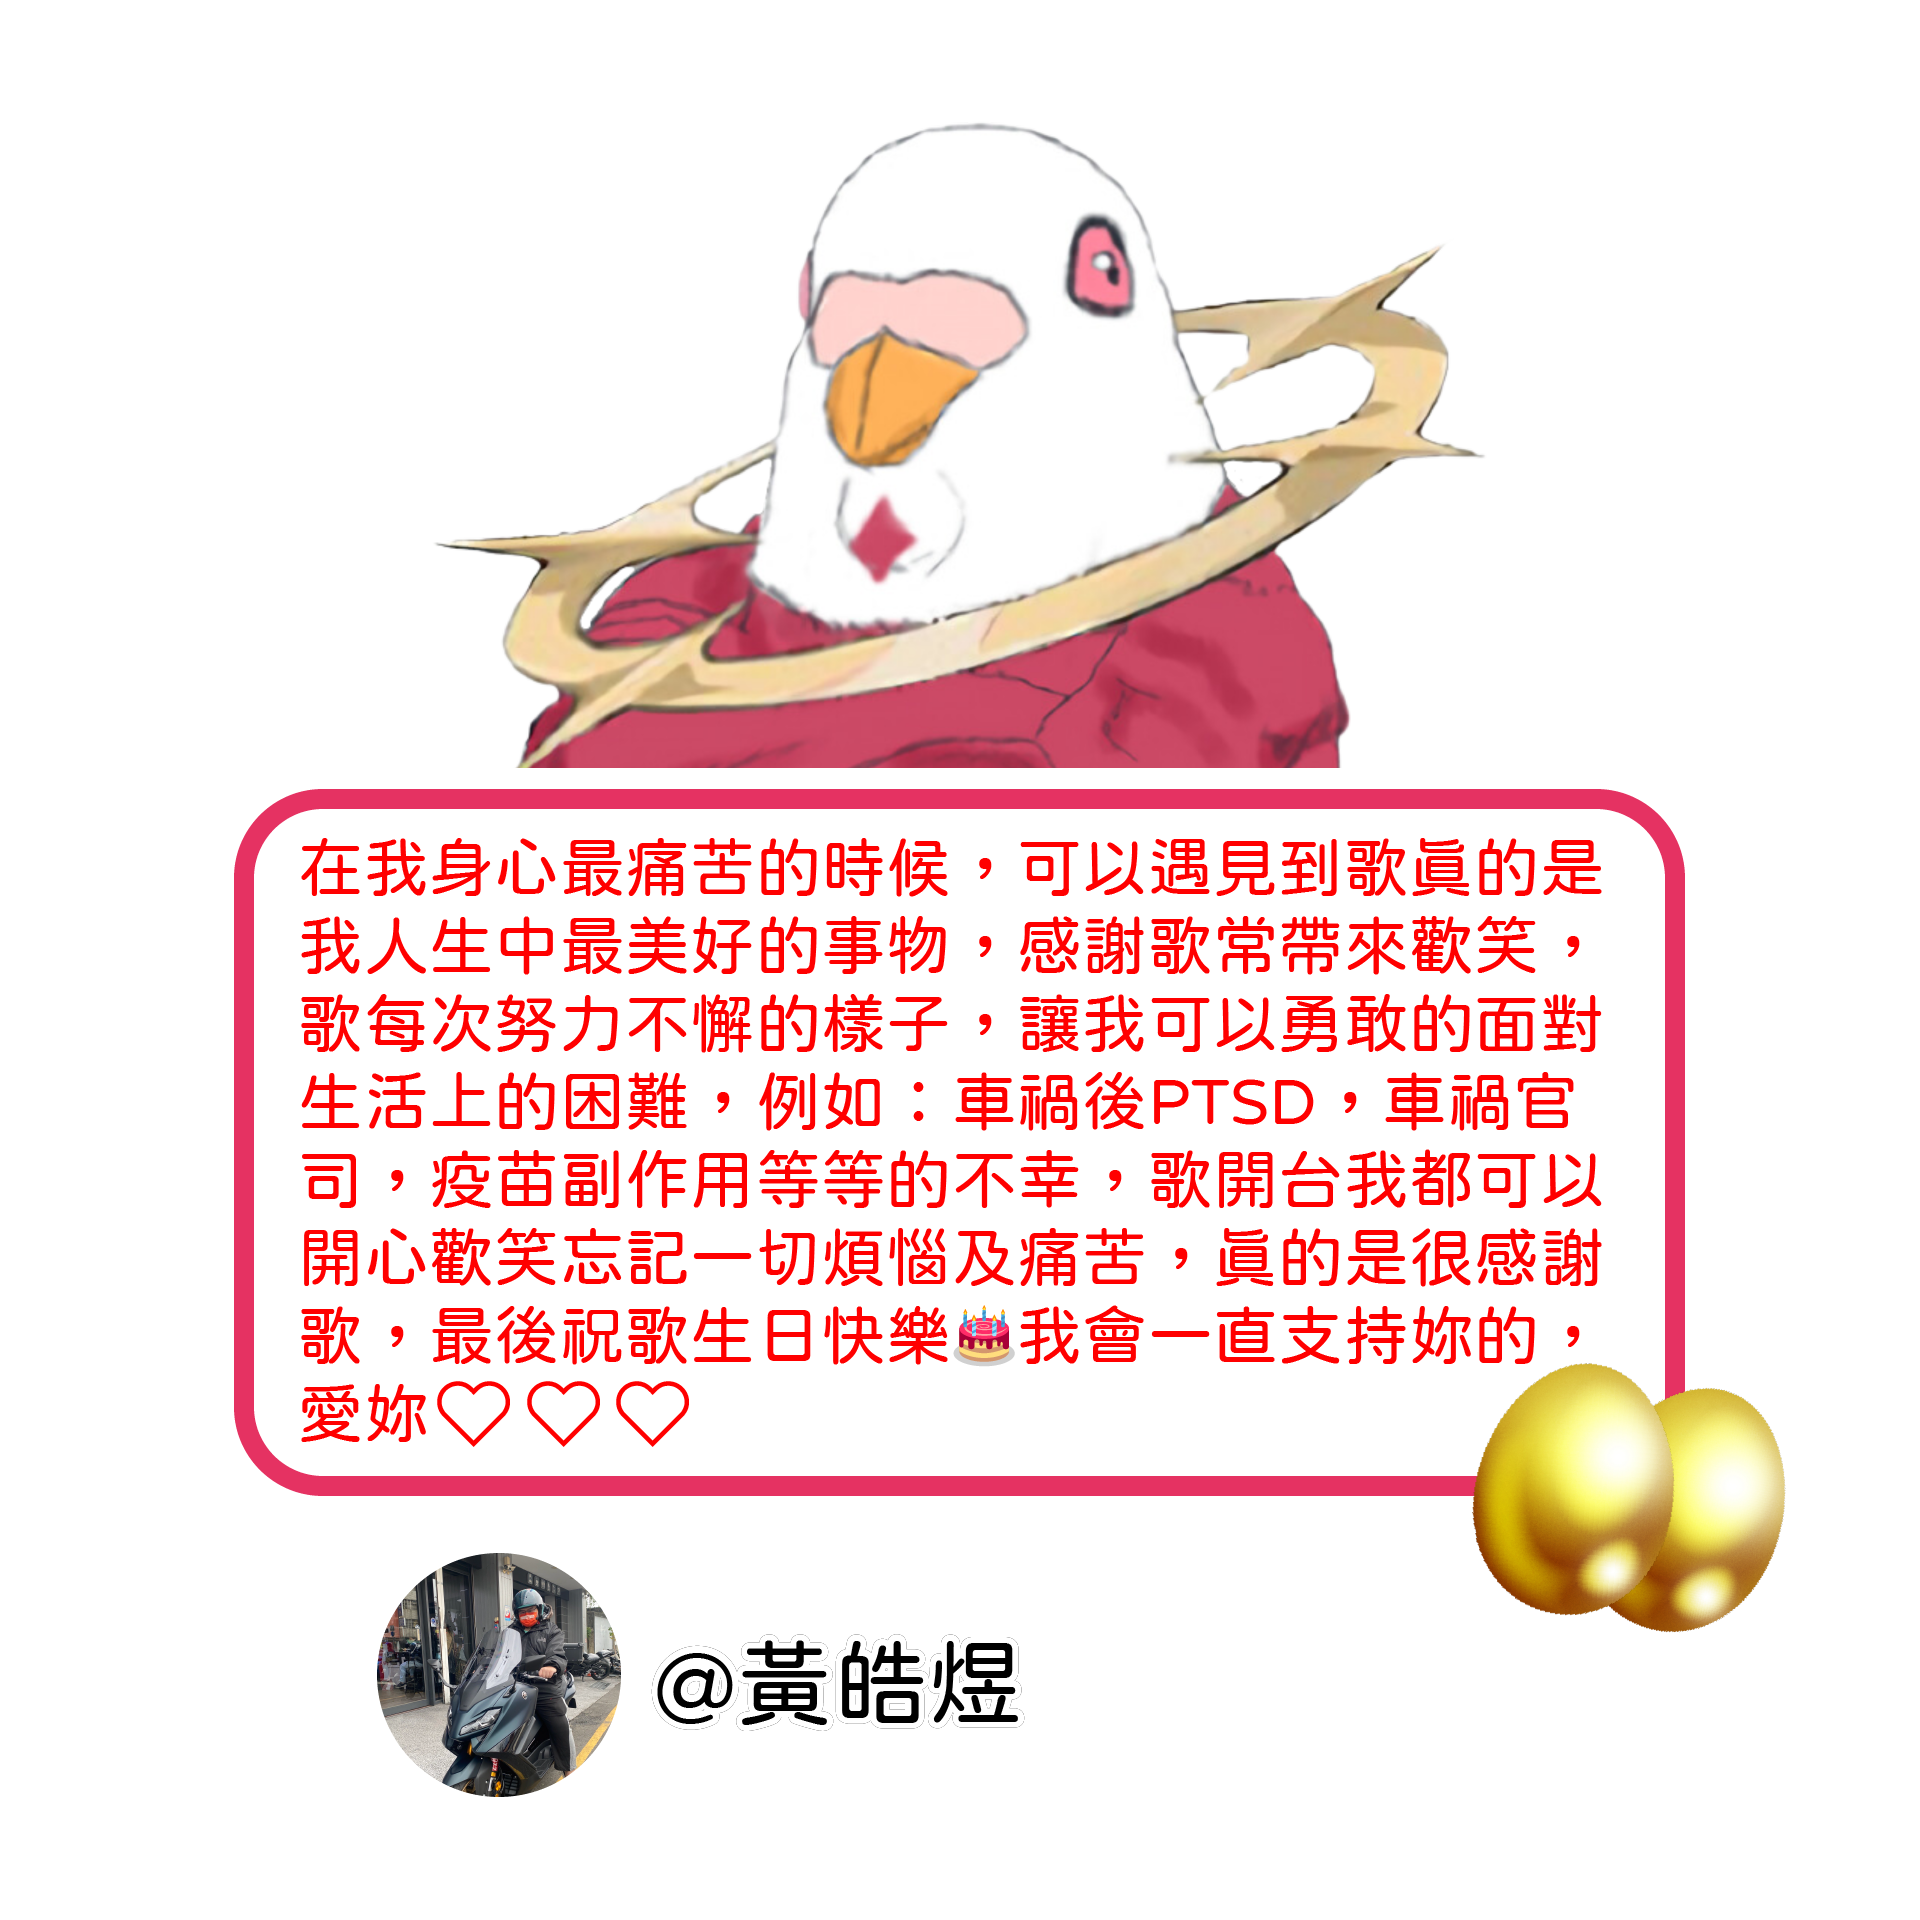 在我身心最痛苦的時候，可以遇見到歌眞的是
我人生中最美好的事物，感謝歌常帶來歡笑，
歌每次努力不懈的樣子，讓我可以勇敢的面對
生活上的困難，例如：車禍後PTSD，車禍官
司，疫苗副作用等等的不幸，歌開台我都可以
開心歡笑忘記一切煩惱及痛苦，眞的是很感謝
歌，最後祝歌生日快樂🎂我會一直支持妳的，
愛妳♡♡♡
@黃皓煜